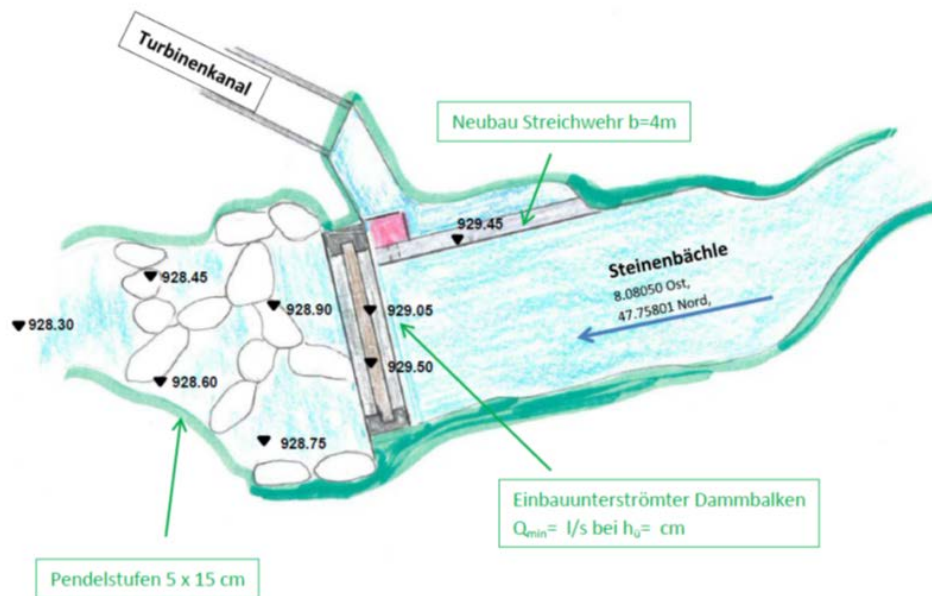 Turbinenkanal
Neubau Streichwehr b=4m
929.45
Steinenbächle
8.08050 Ost,
47.75801 Nord,
928.45
928.90
929.05
928.30
929.50
928.60
928.75
Einbauunterströmter Dammbalken
Qmin= l/s bei hü= cm
Pendelstufen 5 x 15 cm